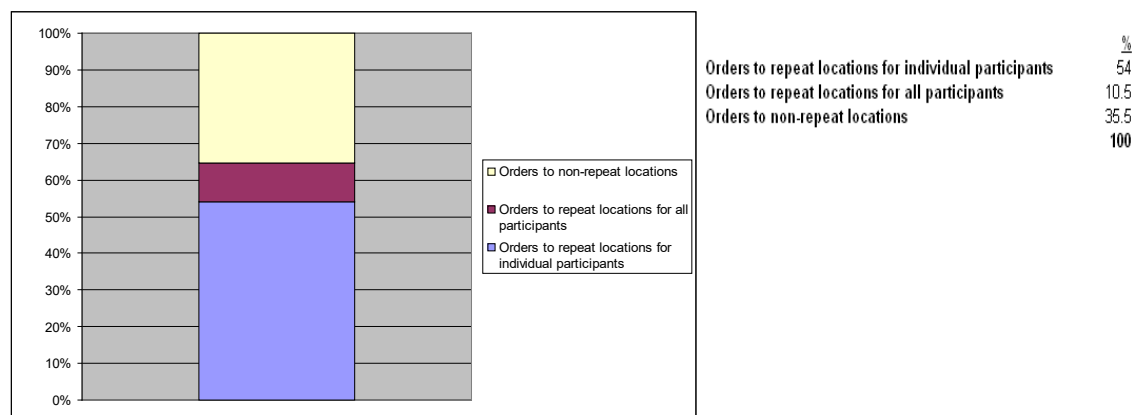 100%
90%
80%
70%
60%
50%
40%
30%
20%
10%
0%
Orders to non-repeat locations
Orders to repeat locations for all
participants
Orders to repeat locations for
individual participants
%
Orders to repeat locations for individual participants 54
Orders to repeat locations for all participants 10.5
Orders to non-repeat locations 35.5
100